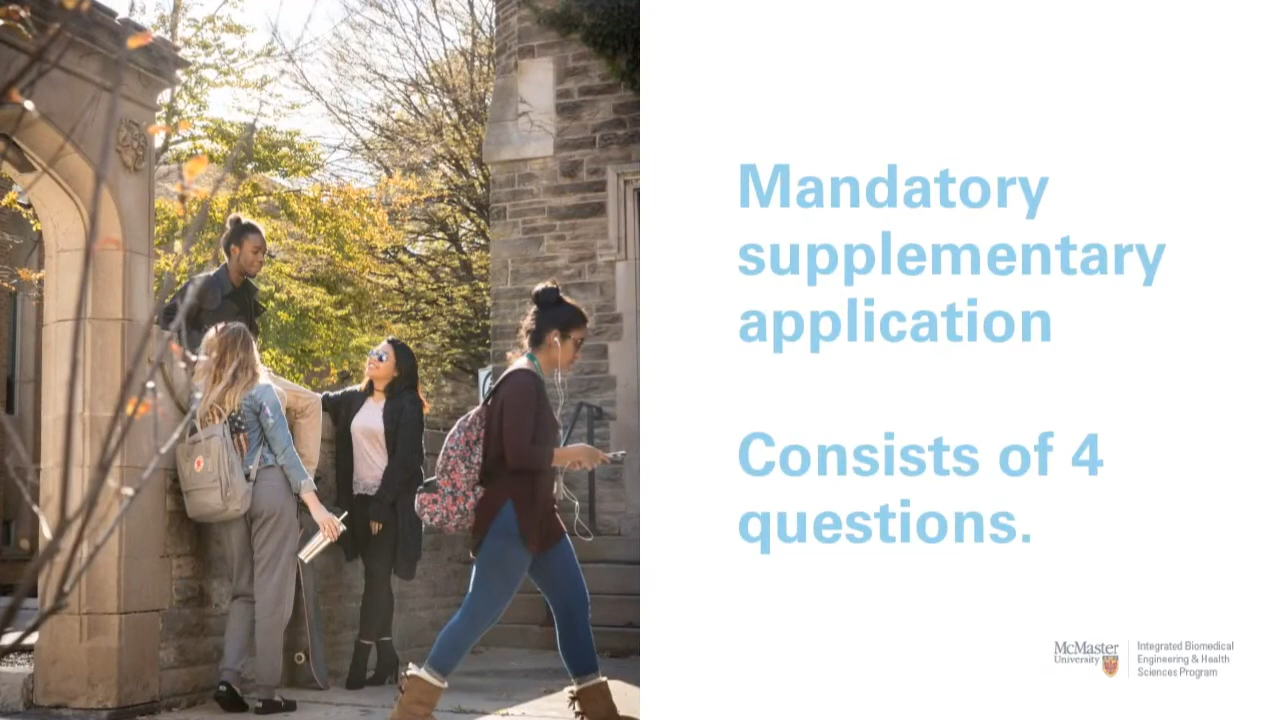 Mandatory
supplementary
application
Consists of 4
questions.
McMaster
University
Integrated Biomedical
Engineering & Health
Sciences Program